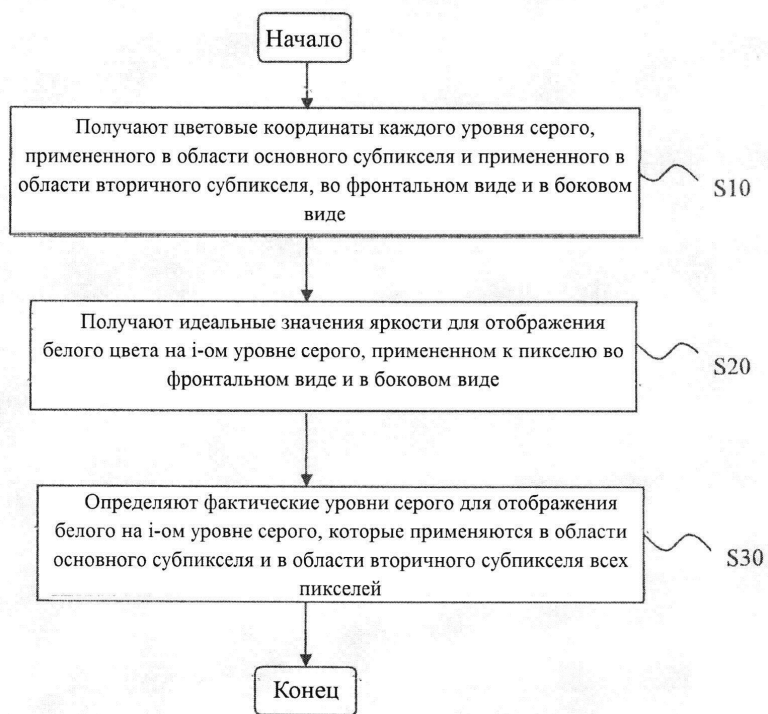 Начало
Получают цветовые координаты каждого уровня серого,
примененного в области основного субпикселя и примененного в
области вторичного субпикселя, во фронтальном виде и в боковом
виде
S10
Получают идеальные значения яркости для отображения
белого цвета на i-ом уровне серого, примененном к пикселю во
фронтальном виде и в боковом виде
S20
Определяют фактические уровни серого для отображения
белого на i-ом уровне серого, которые применяются в области
основного субпикселя и в области вторичного субпикселя всех
пикселей
S30
Конец